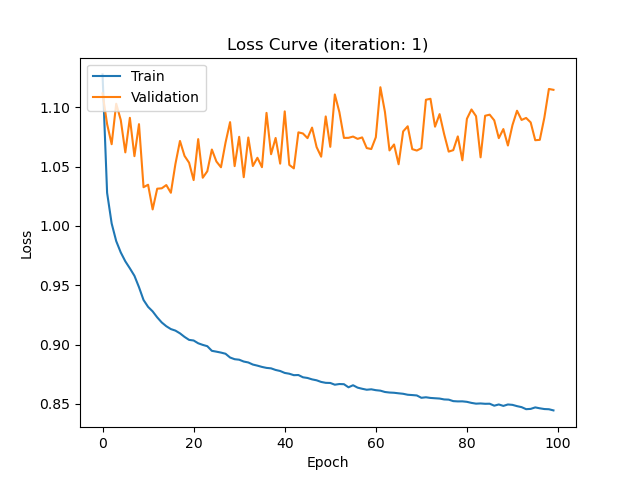 Loss Curve (iteration: 1)
Train
Validation
1.10
1.05
1.00
0.95
0.90
0.85
Loss
0 20 40 60 80 100
Epoch